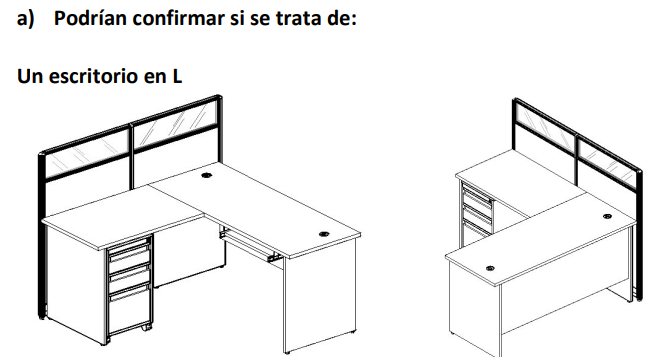 a) Podrían confirmar si se trata de:
Un escritorio en L